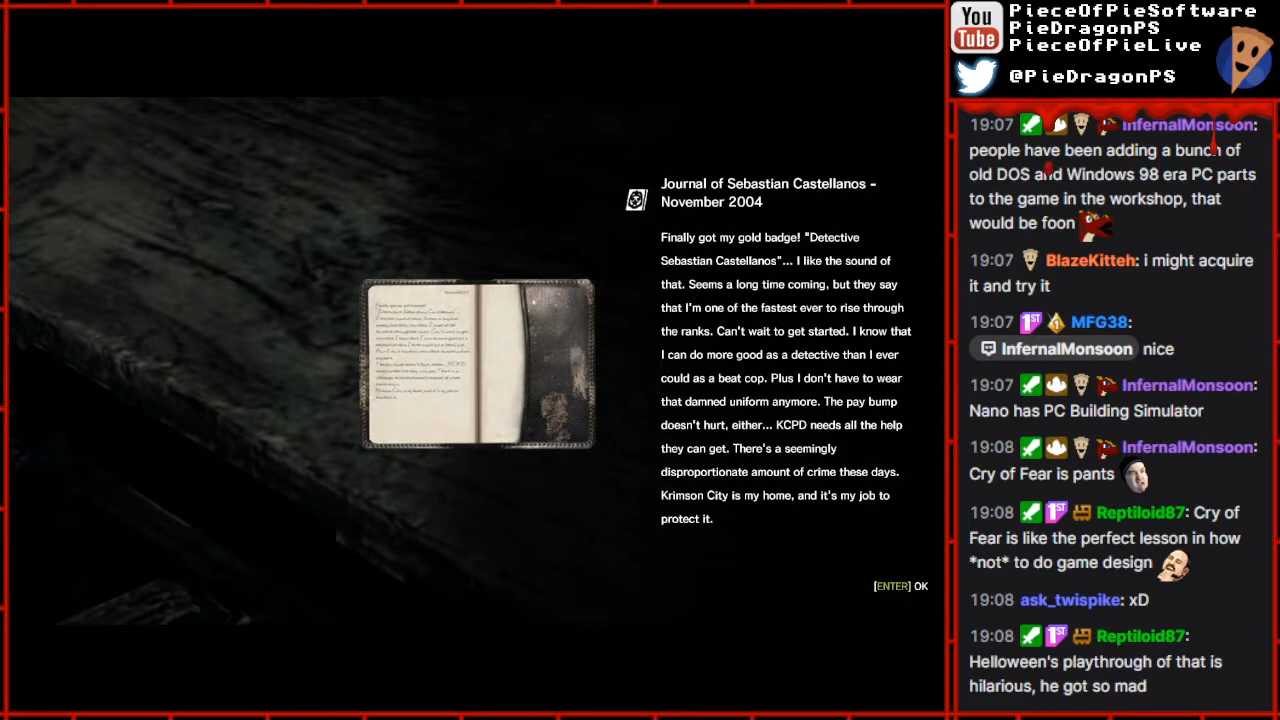 You
Tube
PieceOfPieSoftware
PieDragonPS
PieceOfPieLive
@PieDragonPS
Journal of Sebastian Castellanos -
November 2004
Finally got my gold badge! "Detective
Sebastian Castellanos"... I like the sound of
that. Seems a long time coming, but they say
that I'm one of the fastest ever to rise through
the ranks. Can't wait to get started. I know that
I can do more good as a detective than I ever
could as a beat cop. Plus I don't have to wear
that damned uniform anymore. The pay bump
doesn't hurt, either... KCPD needs all the help
they can get. There's a seemingly
disproportionate amount of crime these days.
Krimson City is my home, and it's my job to
protect it.
[ENTER] OK
19:07 InfernalMonsoon:
people have been adding a bunch of
old DOS and Windows 98 era PC parts
to the game in the workshop, that
would be foon
19:07 BlazeKitteh: i might acquire
it and try it
19:07 1ST 1 MFG38:
InfernalMonsoon nice
19:07 InfernalMonsoon:
Nano has PC Building Simulator
19:08 InfernalMonsoon:
Cry of Fear is pants
19:08 1ST Reptiloid87: Cry of
Fear is like the perfect lesson in how
*not* to do game design
19:08 ask_twispike: xD
19:08 1ST Reptiloid87:
Helloween's playthrough of that is
hilarious, he got so mad